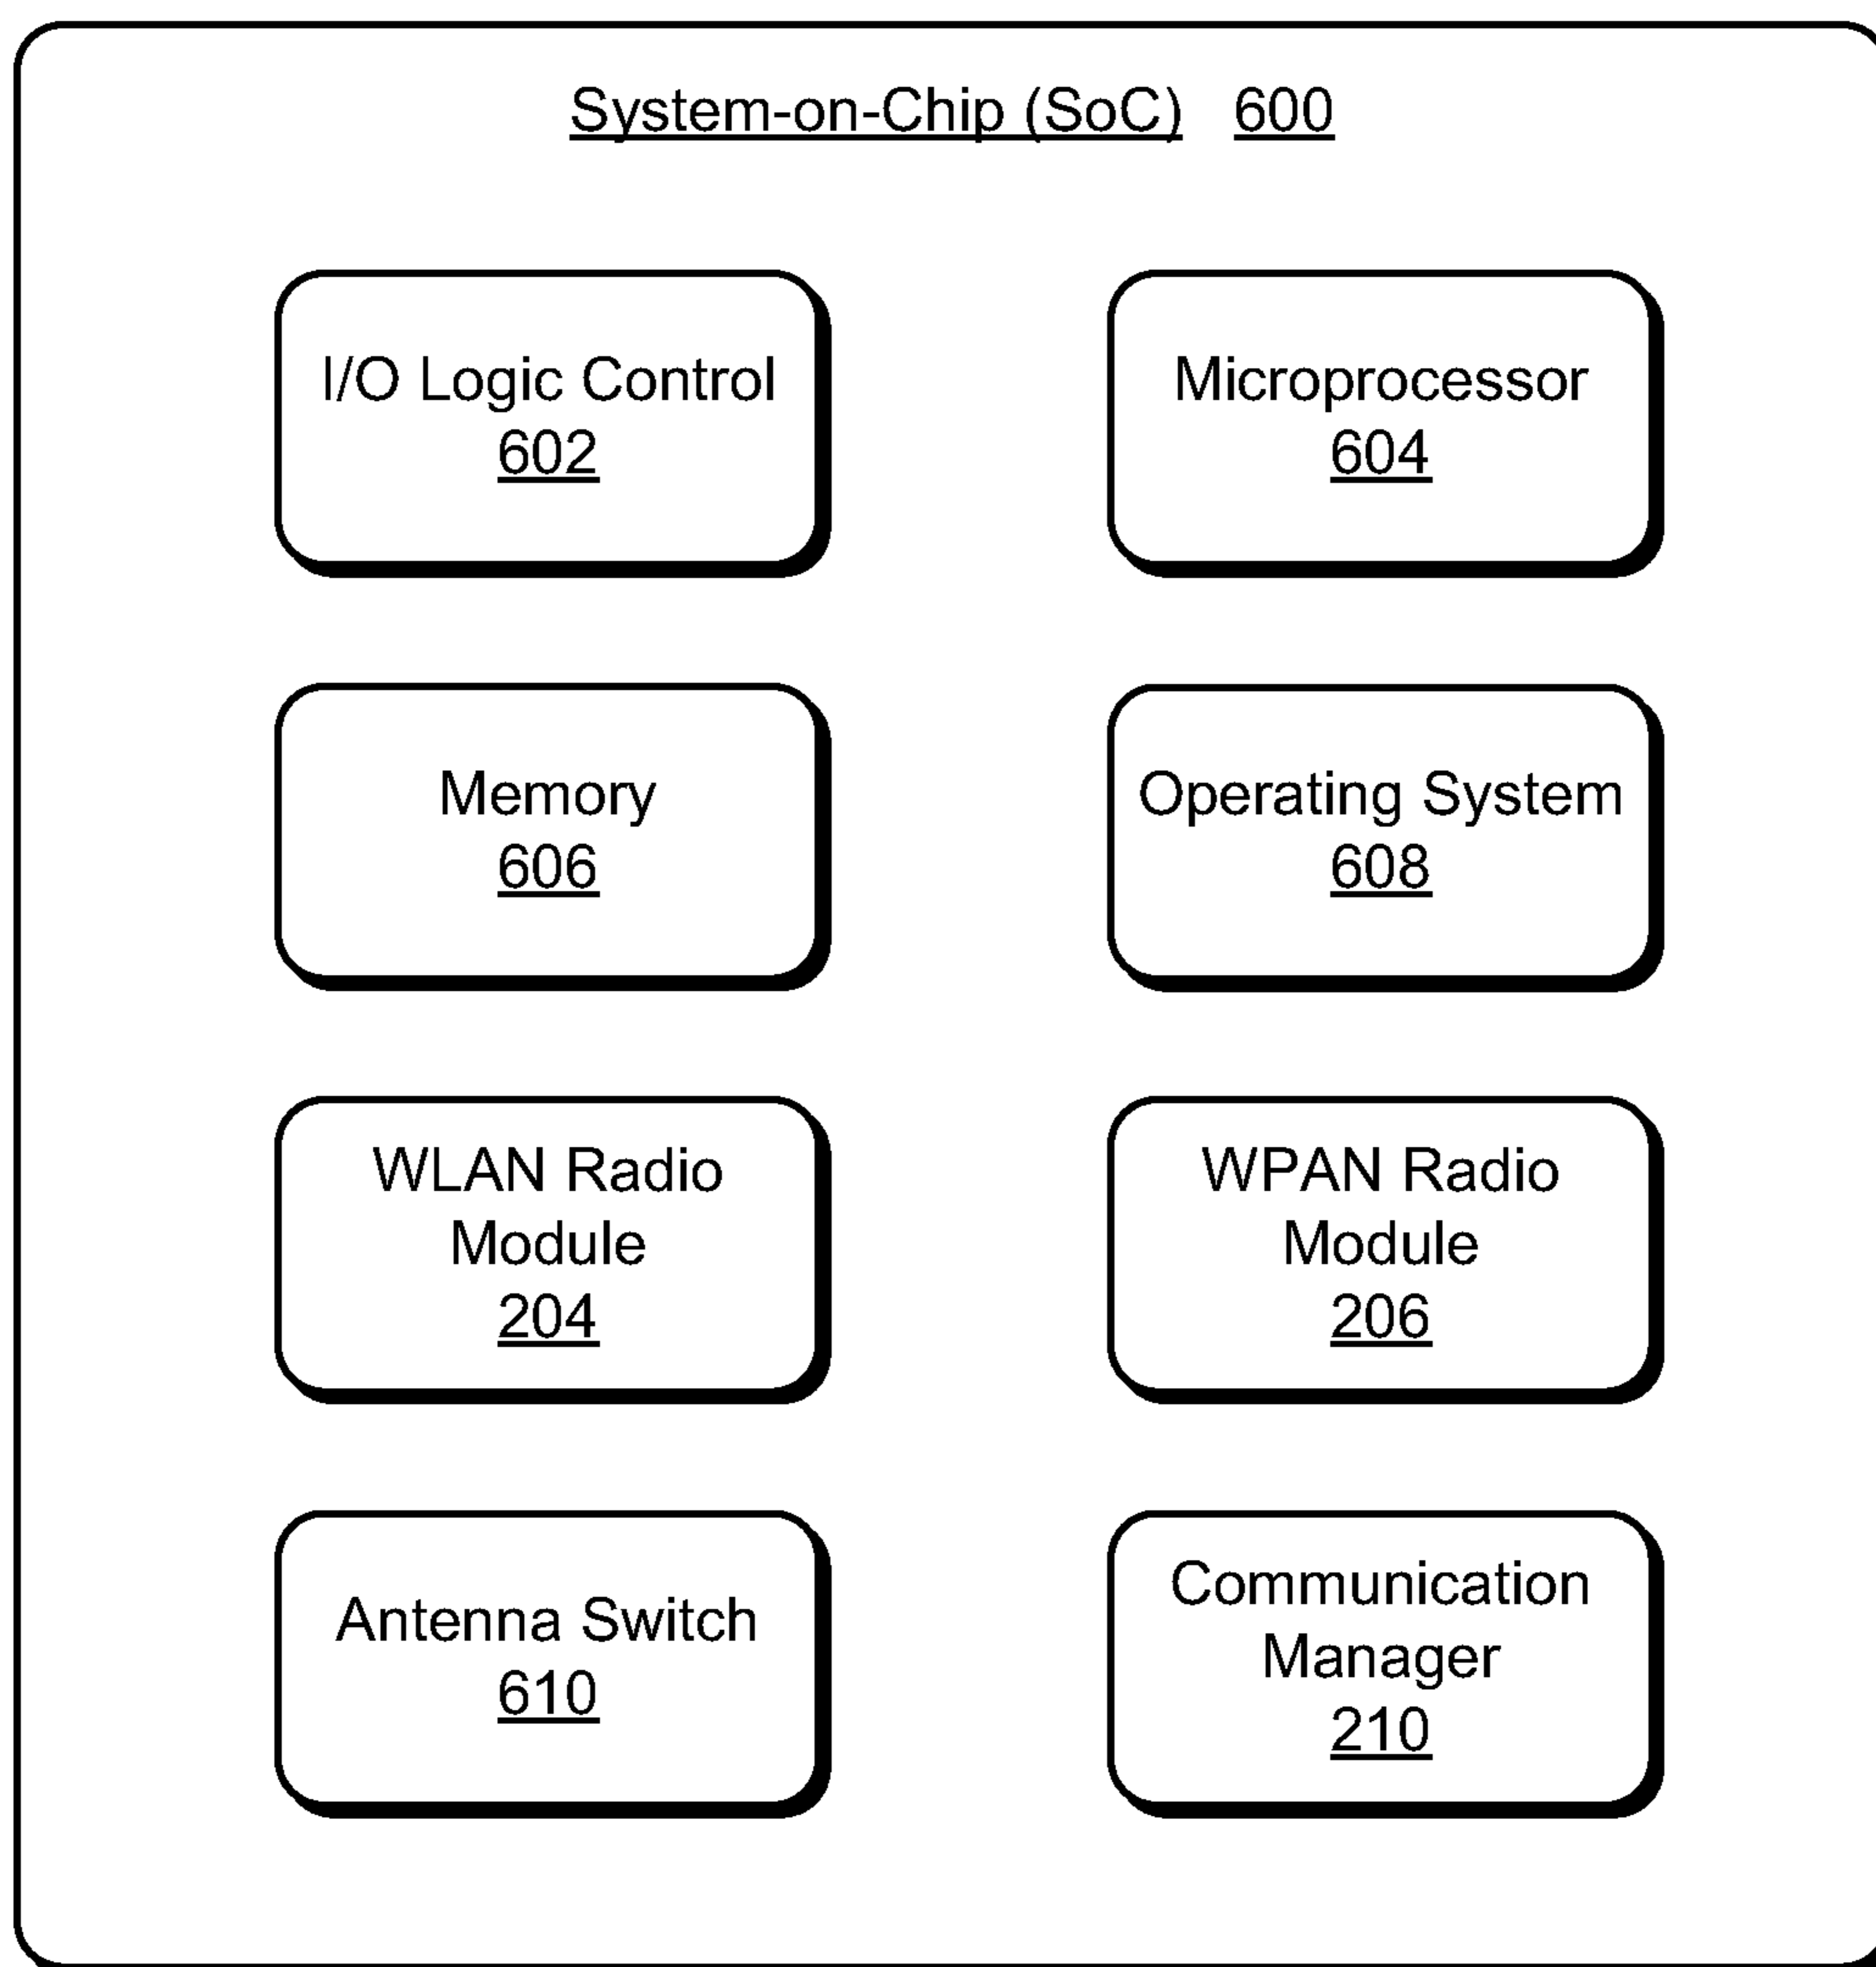 System-on-Chip (SoC) 600
I/O Logic Control
602
Microprocessor
604
Memory
606
Operating System
608
WLAN Radio
Module
204
WPAN Radio
Module
206
Antenna Switch
610
Communication
Manager
210